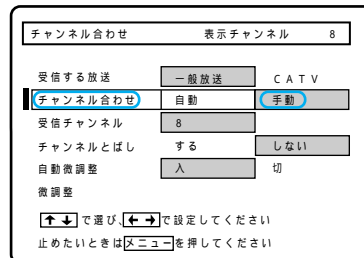 チャンネル合わせ 表示チャンネル 8
受信する放送 一般放送 CATV
チャンネル合わせ 自動 手動
受信チャンネル 8
チャンネルとばし する しない
自動微調整 入 切
微調整
↑↓で選び、←→で設定してください
止めたいときはメニューを押してください